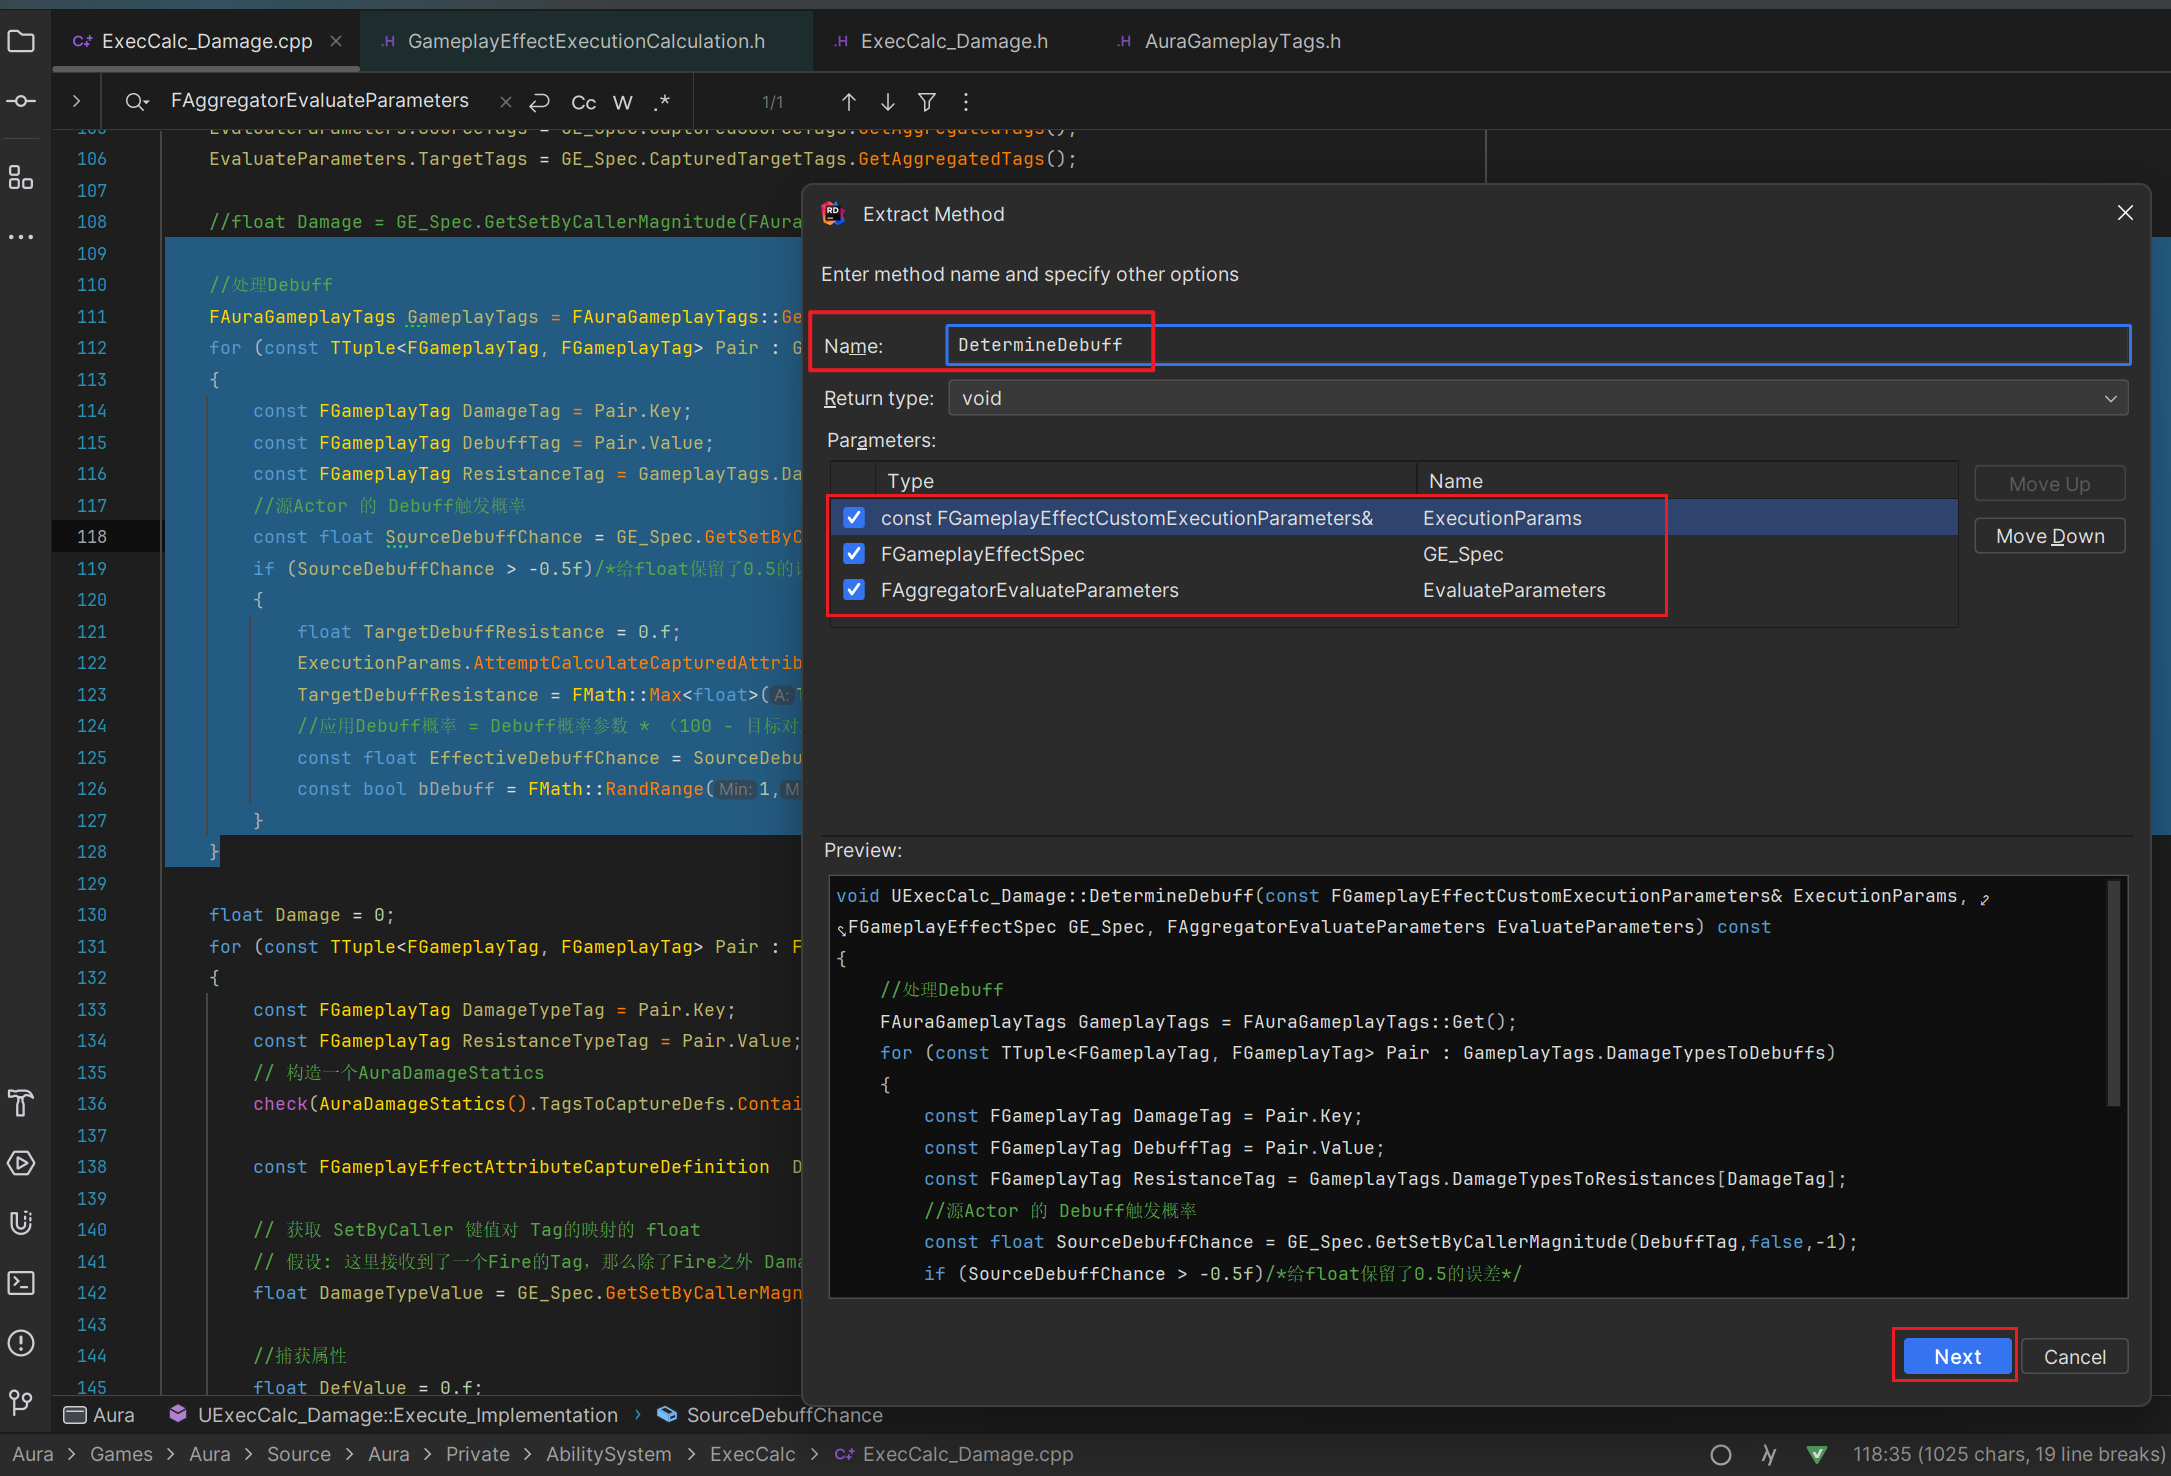 ExecCalc_Damage.cpp
GameplayEffectExecutionCalculation.h
ExecCalc_Damage.h
AuraGameplayTags.h
FAggregatorEvaluateParameters
Cc W .*
1/1
106 EvaluateParameters.TargetTags = GE_Spec.CapturedTargetTags.GetAggregatedTags();
107
108 //float Damage = GE_Spec.GetSetByCallerMagnitude(FAura
109
110 //处理Debuff
111 FAuraGameplayTags GameplayTags = FAuraGameplayTags::Ge
112 for (const TTuple<FGameplayTag, FGameplayTag> Pair : G
113 {
114 const FGameplayTag DamageTag = Pair.Key;
115 const FGameplayTag DebuffTag = Pair.Value;
116 const FGameplayTag ResistanceTag = GameplayTags.Da
117 //源Actor 的 Debuff触发概率
118 const float SourceDebuffChance = GE_Spec.GetSetByC
119 if (SourceDebuffChance > -0.5f)/*给float保留了0.5的
120 {
121 float TargetDebuffResistance = 0.f;
122 ExecutionParams.AttemptCalculateCapturedAttrib
123 TargetDebuffResistance = FMath::Max<float>(A:
124 //应用Debuff概率 = Debuff概率参数 * （100 - 目标对
125 const float EffectiveDebuffChance = SourceDebu
126 const bool bDebuff = FMath::RandRange(Min:1, M
127 }
128 }
129
130 float Damage = 0;
131 for (const TTuple<FGameplayTag, FGameplayTag> Pair : F
132 {
133 const FGameplayTag DamageTypeTag = Pair.Key;
134 const FGameplayTag ResistanceTypeTag = Pair.Value;
135 // 构造一个AuraDamageStatics
136 check(AuraDamageStatics().TagsToCaptureDefs.Contai
137
138 const FGameplayEffectAttributeCaptureDefinition D
139
140 // 获取 SetByCaller 键值对 Tag的映射的 float
141 // 假设: 这里接收到了一个Fire的Tag，那么除了Fire之外 Dama
142 float DamageTypeValue = GE_Spec.GetSetByCallerMagn
143
144 //捕获属性
145 float DefValue = 0.f;
Extract Method
Enter method name and specify other options
Name: DetermineDebuff
Return type: void
Parameters:
Type Name
const FGameplayEffectCustomExecutionParameters& ExecutionParams
FGameplayEffectSpec GE_Spec
FAggregatorEvaluateParameters EvaluateParameters
Move Up
Move Down
Preview:
void UExecCalc_Damage::DetermineDebuff(const FGameplayEffectCustomExecutionParameters& ExecutionParams,
FGameplayEffectSpec GE_Spec, FAggregatorEvaluateParameters EvaluateParameters) const
{
//处理Debuff
FAuraGameplayTags GameplayTags = FAuraGameplayTags::Get();
for (const TTuple<FGameplayTag, FGameplayTag> Pair : GameplayTags.DamageTypesToDebuffs)
{
const FGameplayTag DamageTag = Pair.Key;
const FGameplayTag DebuffTag = Pair.Value;
const FGameplayTag ResistanceTag = GameplayTags.DamageTypesToResistances[DamageTag];
//源Actor 的 Debuff触发概率
const float SourceDebuffChance = GE_Spec.GetSetByCallerMagnitude(DebuffTag,false,-1);
if (SourceDebuffChance > -0.5f)/*给float保留了0.5的误差*/
Next
Cancel
Aura UExecCalc_Damage::Execute_Implementation › SourceDebuffChance
Aura > Games > Aura > Source > Aura > Private > AbilitySystem > ExecCalc > ExecCalc_Damage.cpp
118:35 (1025 chars, 19 line breaks)